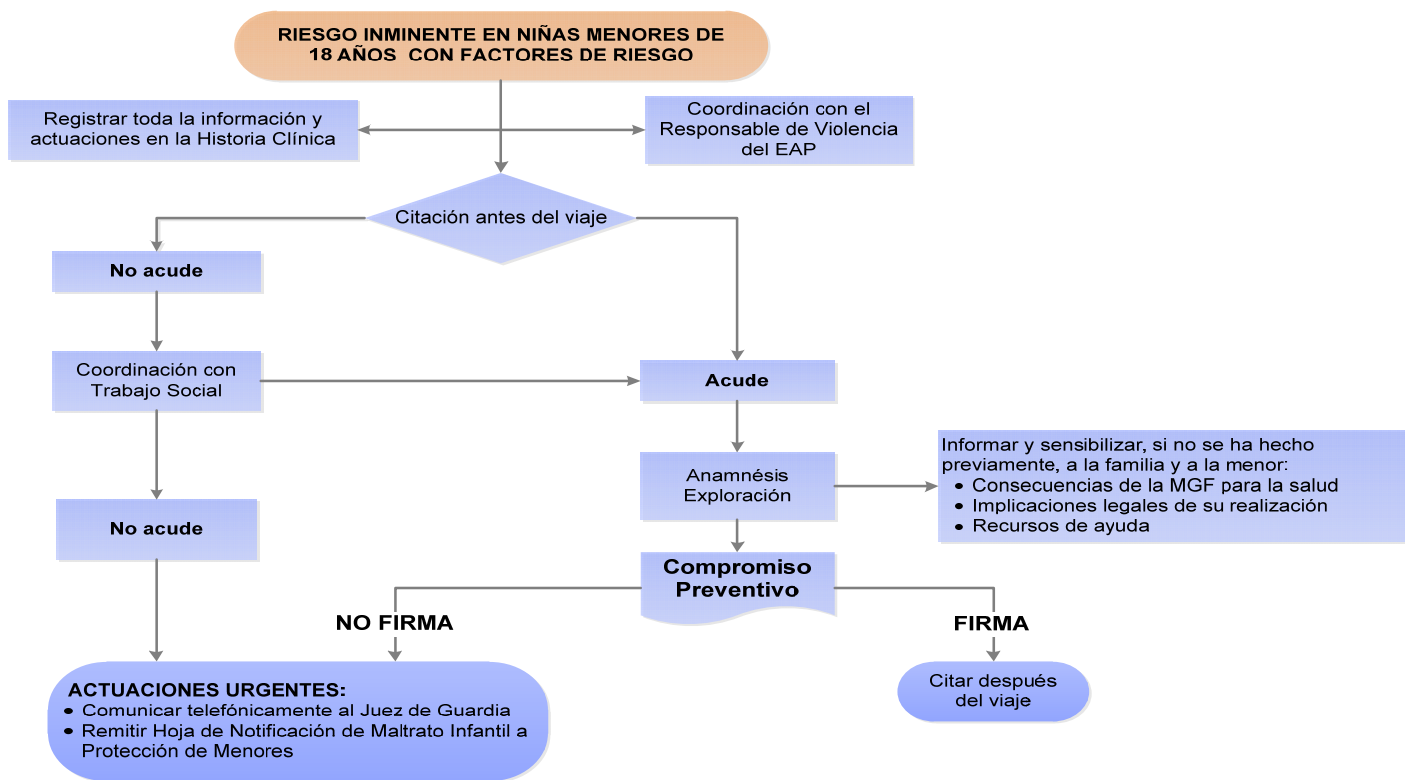 RIESGO INMINENTE EN NIÑAS MENORES DE
18 AÑOS CON FACTORES DE RIESGO
Registrar toda la información y
actuaciones en la Historia Clínica
Coordinación con el
Responsable de Violencia
del EAP
Citación antes del viaje
No acude
Coordinación con
Trabajo Social
Acude
Anamnésis
Exploración
Informar y sensibilizar, si no se ha hecho
previamente, a la familia y a la menor:
• Consecuencias de la MGF para la salud
• Implicaciones legales de su realización
• Recursos de ayuda
No acude
Compromiso
Preventivo
NO FIRMA
FIRMA
ACTUACIONES URGENTES:
• Comunicar telefónicamente al Juez de Guardia
• Remitir Hoja de Notificación de Maltrato Infantil a
Protección de Menores
Citar después
del viaje